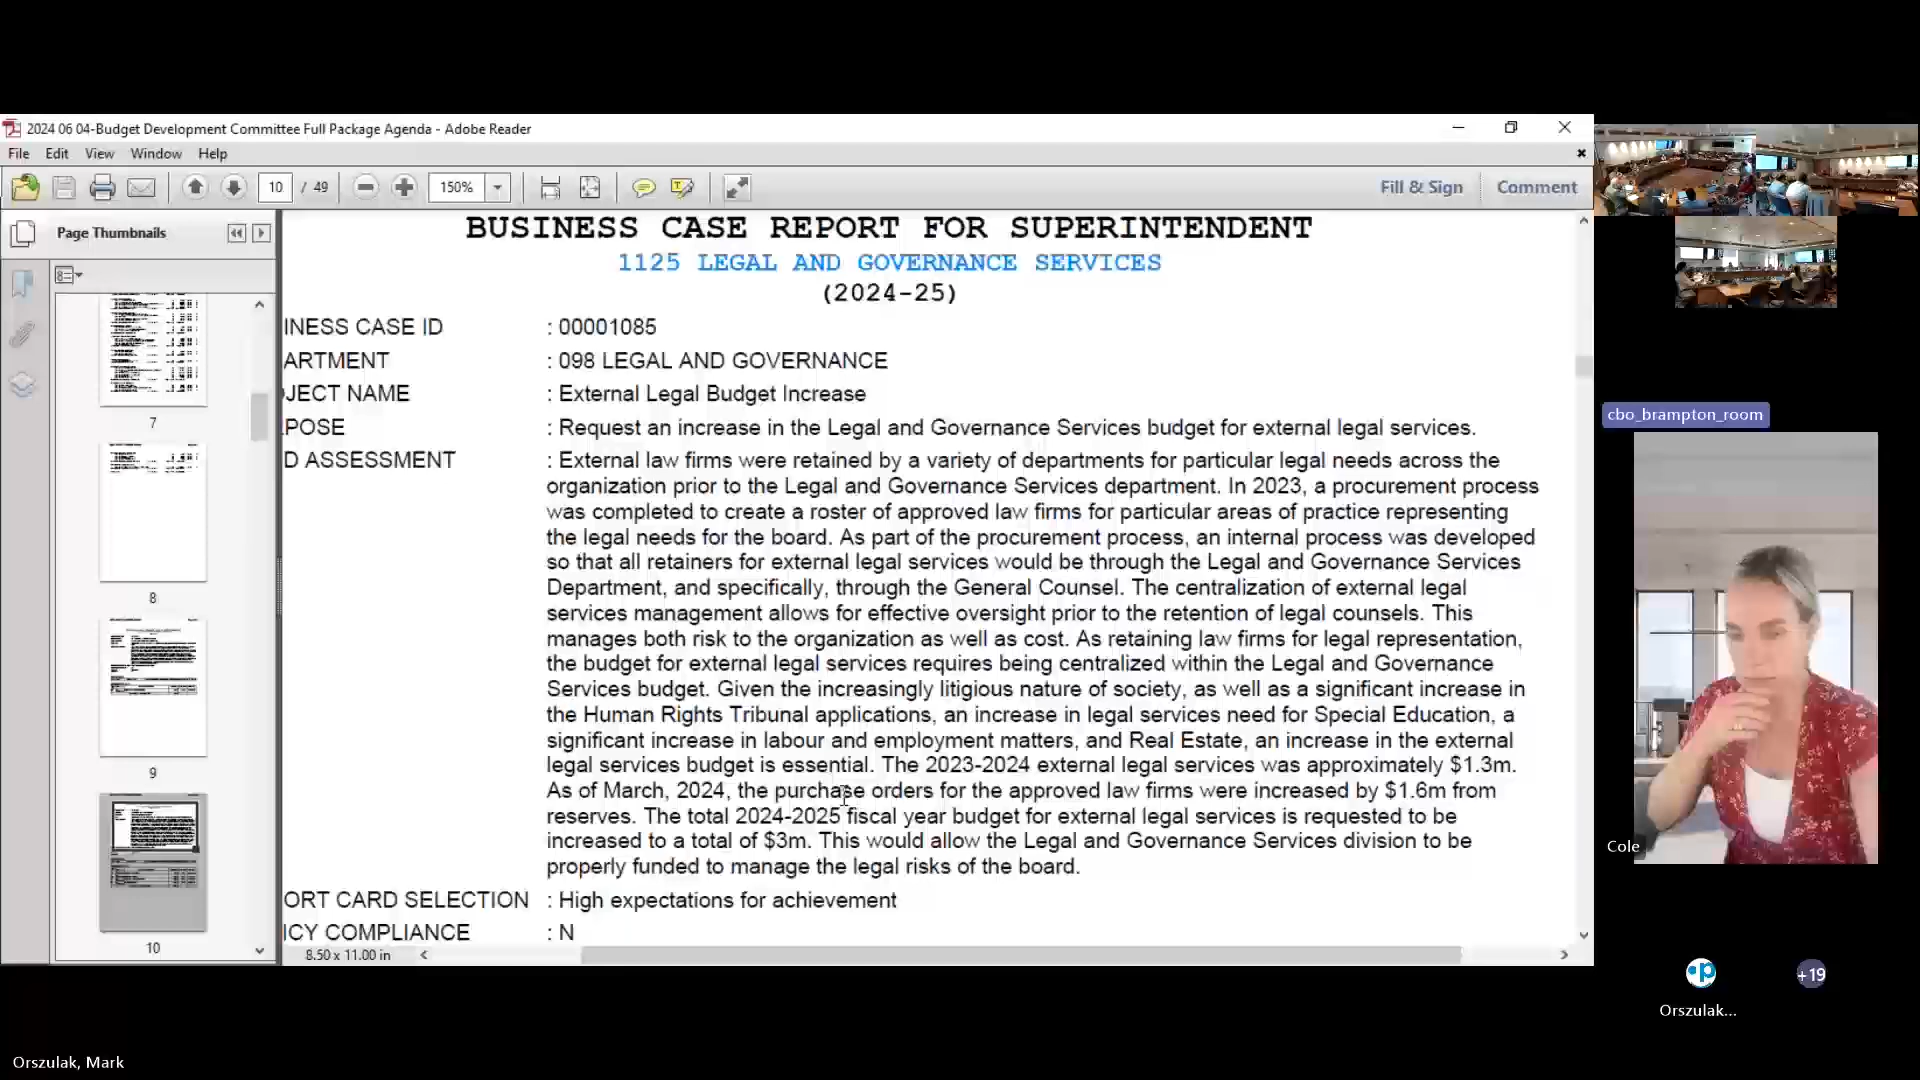 2024 06 04-Budget Development Committee Full Package Agenda - Adobe Reader
File Edit View Window Help
10 / 49 150% Fill & Sign Comment
Page Thumbnails
7
8
9
10
BUSINESS CASE REPORT FOR SUPERINTENDENT
1125 LEGAL AND GOVERNANCE SERVICES
(2024-25)
INESS CASE ID : 00001085
ARTMENT : 098 LEGAL AND GOVERNANCE
JECT NAME : External Legal Budget Increase
POSE : Request an increase in the Legal and Governance Services budget for external legal services.
D ASSESSMENT : External law firms were retained by a variety of departments for particular legal needs across the
organization prior to the Legal and Governance Services department. In 2023, a procurement process
was completed to create a roster of approved law firms for particular areas of practice representing
the legal needs for the board. As part of the procurement process, an internal process was developed
so that all retainers for external legal services would be through the Legal and Governance Services
Department, and specifically, through the General Counsel. The centralization of external legal
services management allows for effective oversight prior to the retention of legal counsels. This
manages both risk to the organization as well as cost. As retaining law firms for legal representation,
the budget for external legal services requires being centralized within the Legal and Governance
Services budget. Given the increasingly litigious nature of society, as well as a significant increase in
the Human Rights Tribunal applications, an increase in legal services need for Special Education, a
significant increase in labour and employment matters, and Real Estate, an increase in the external
legal services budget is essential. The 2023-2024 external legal services was approximately $1.3m.
As of March, 2024, the purchase orders for the approved law firms were increased by $1.6m from
reserves. The total 2024-2025 fiscal year budget for external legal services is requested to be
increased to a total of $3m. This would allow the Legal and Governance Services division to be
properly funded to manage the legal risks of the board.
ORT CARD SELECTION : High expectations for achievement
ICY COMPLIANCE : N
8.50 x 11.00 in
cbo_brampton_room
Cole
p
+19
Orszulak...
Orszulak, Mark